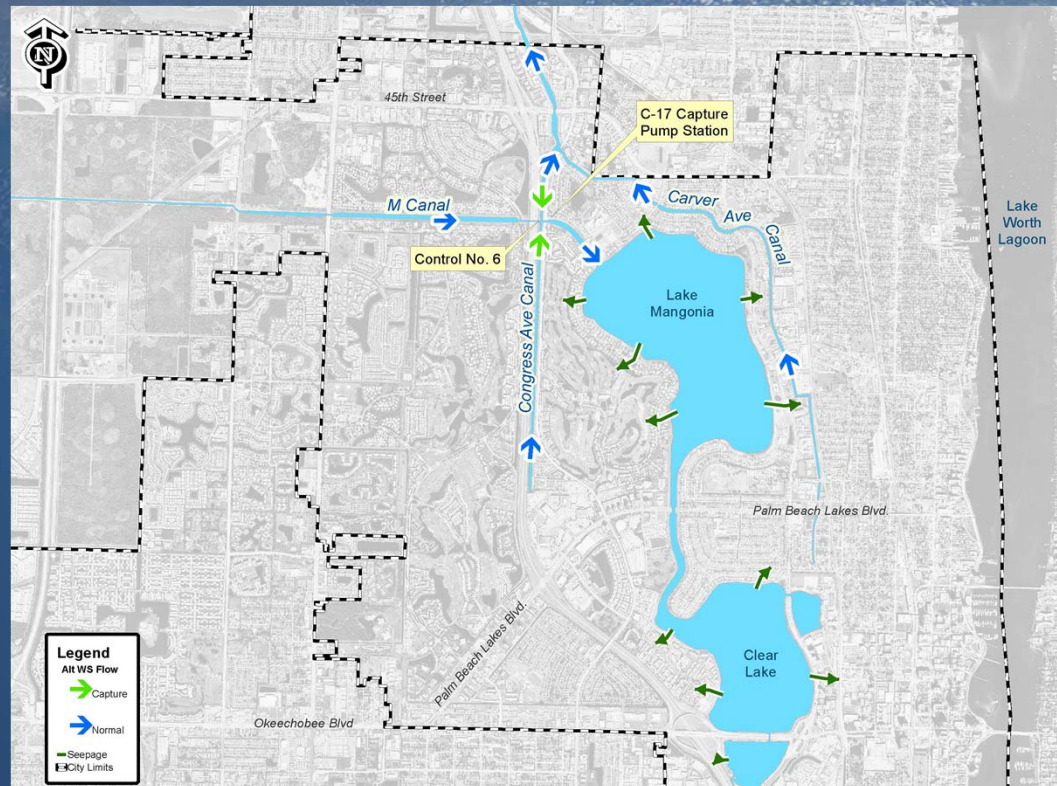 N
45th Street
C-17 Capture
Pump Station
M Canal
Carver Ave Canal
Lake
Worth
Lagoon
Control No. 6
Lake
Mangonia
Congress Ave Canal
Palm Beach Lakes Blvd.
Palm Beach Lakes Blvd.
Clear
Lake
Okeechobee Blvd
Legend
Alt WS Flow
Capture
Normal
Seepage
City Limits